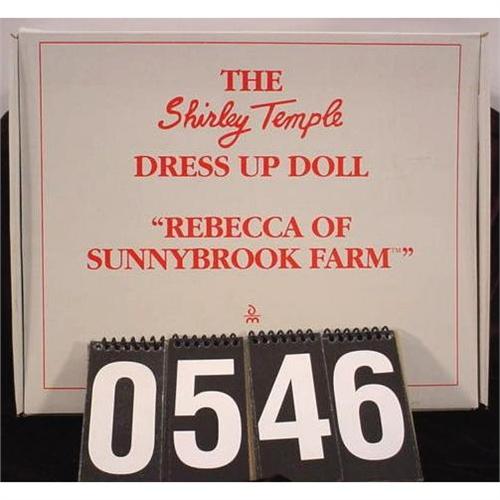 THE
Shirley Temple
DRESS UP DOLL
“REBECCA OF
SUNNYBROOK FARM™”
0546